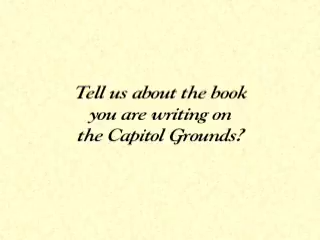 Tell us about the book
you are writing on
the Capitol Grounds?